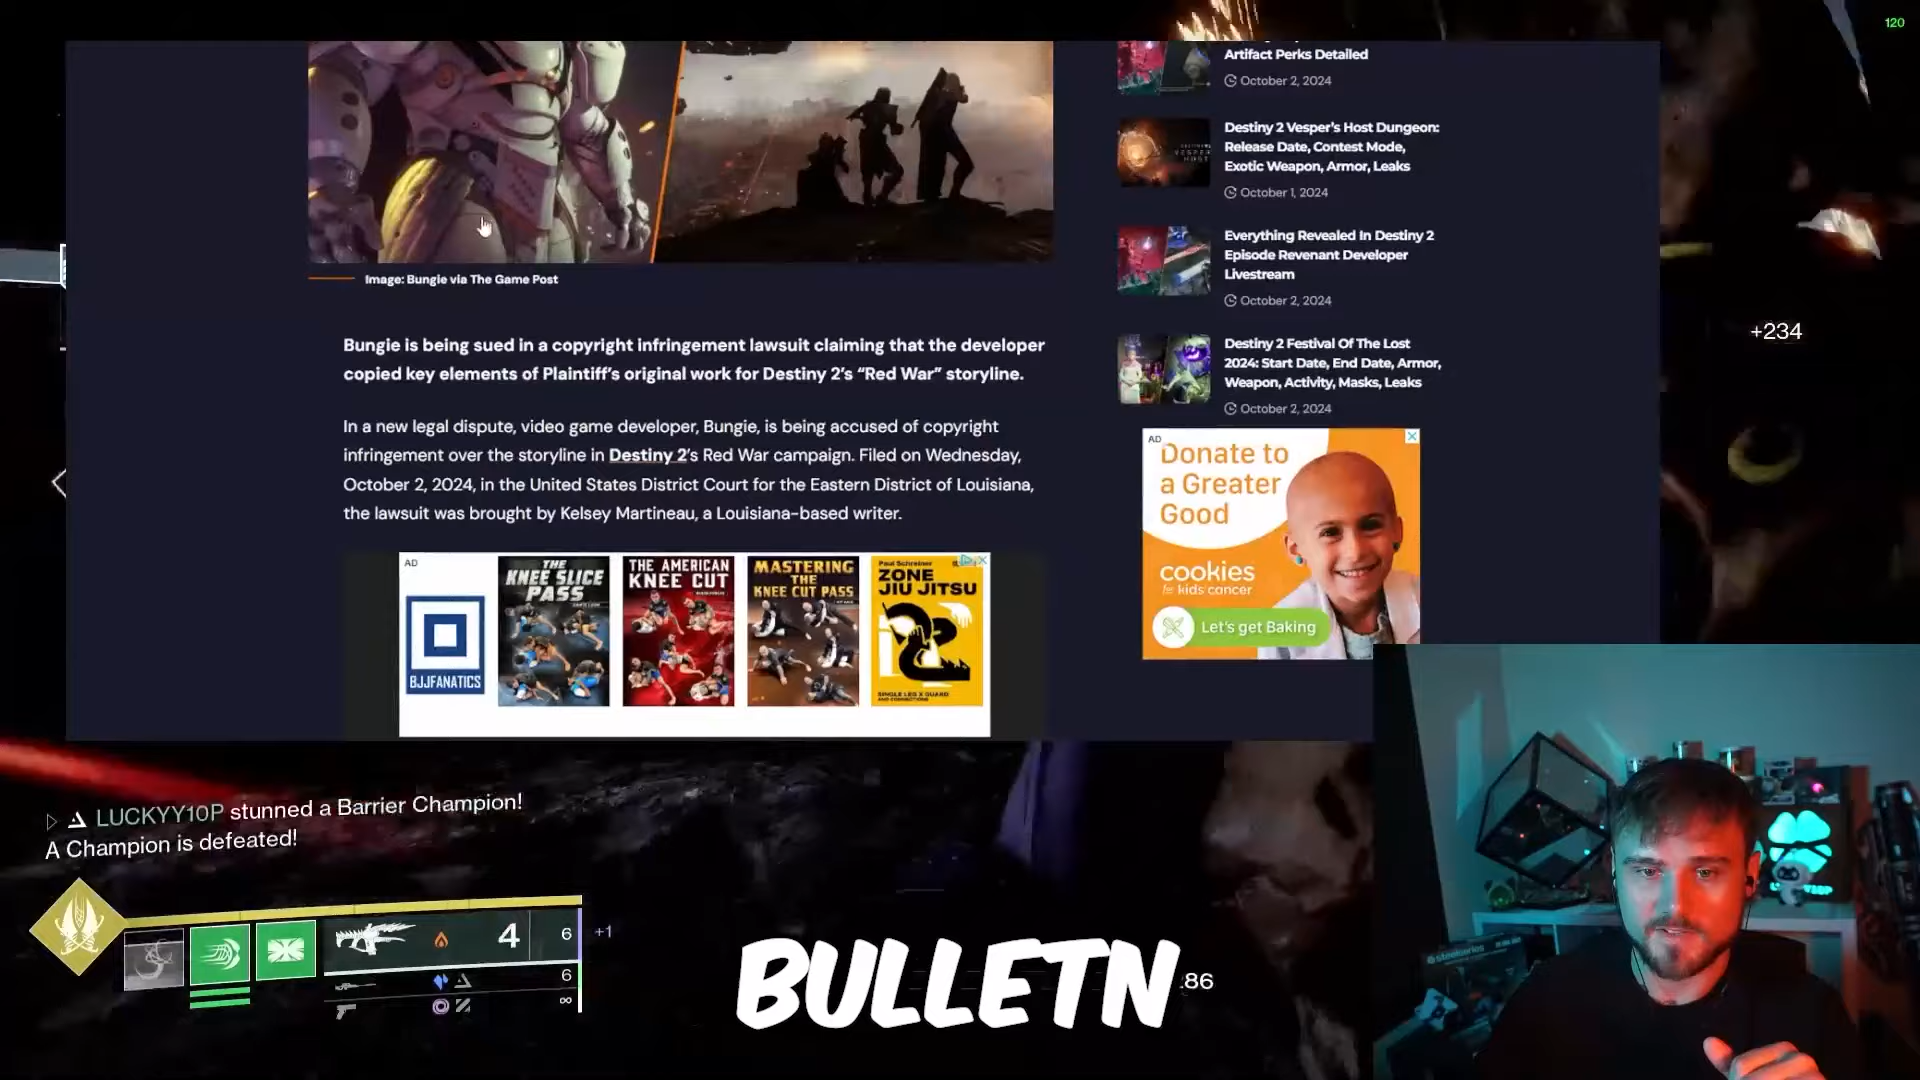 120
Artifact Perks Detailed
October 2, 2024
Destiny 2 Vesper's Host Dungeon:
Release Date, Contest Mode,
Exotic Weapon, Armor, Leaks
October 1, 2024
Everything Revealed In Destiny 2
Episode Revenant Developer
Livestream
October 2, 2024
Destiny 2 Festival Of The Lost
2024: Start Date, End Date, Armor,
Weapon, Activity, Masks, Leaks
October 2, 2024
+234
Image: Bungie via The Game Post
Bungie is being sued in a copyright infringement lawsuit claiming that the developer
copied key elements of Plaintiff's original work for Destiny 2's “Red War” storyline.
In a new legal dispute, video game developer, Bungie, is being accused of copyright
infringement over the storyline in Destiny 2's Red War campaign. Filed on Wednesday,
October 2, 2024, in the United States District Court for the Eastern District of Louisiana,
the lawsuit was brought by Kelsey Martineau, a Louisiana-based writer.
AD
Donate to
a Greater
Good
cookies
for kids cancer
Let's get Baking
AD
BJJFANATICS
THE
KNEE SLICE
PASS
THE AMERICAN
KNEE CUT
MASTERING
THE
KNEE CUT PASS
Paul Schreiner
ZONE
JIU JITSU
SINGLE LEG X GUARD
AND CONNECTIONS
LUCKYY10P stunned a Barrier Champion!
A Champion is defeated!
4
6
+1
6
∞
BULLETN
86
steelseries